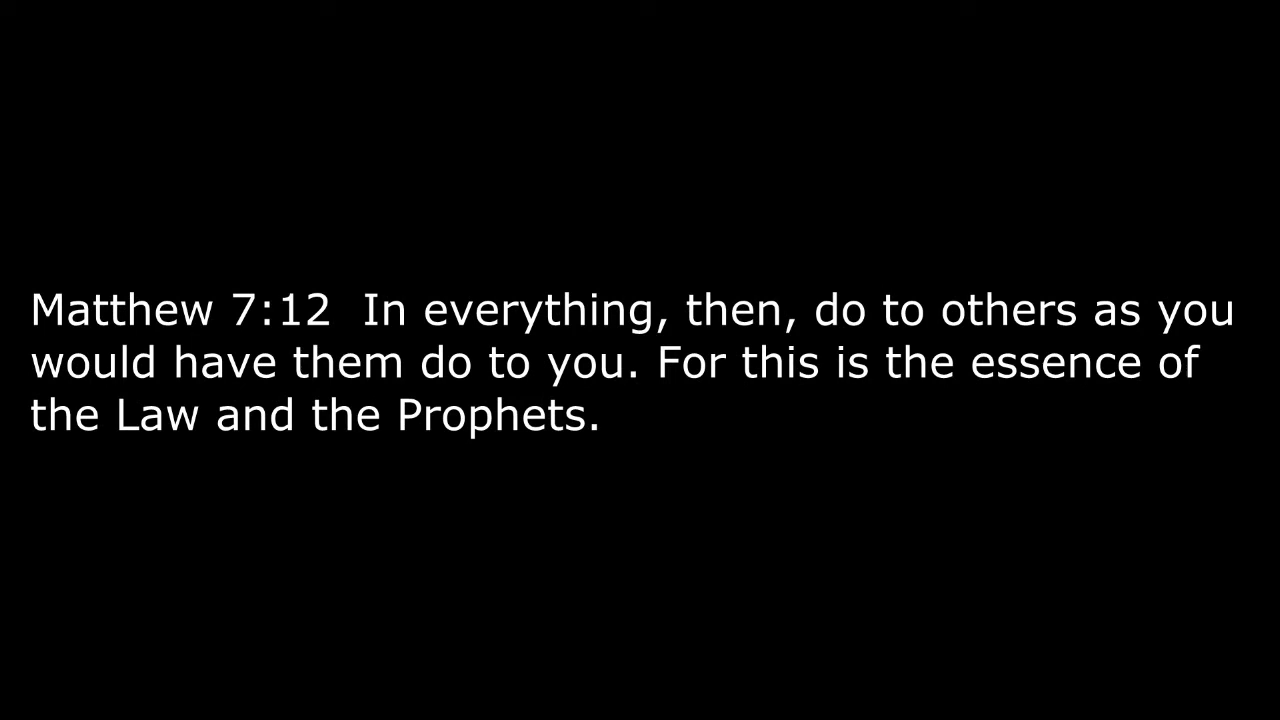 Matthew 7:12  In everything, then, do to others as you
would have them do to you. For this is the essence of
the Law and the Prophets.